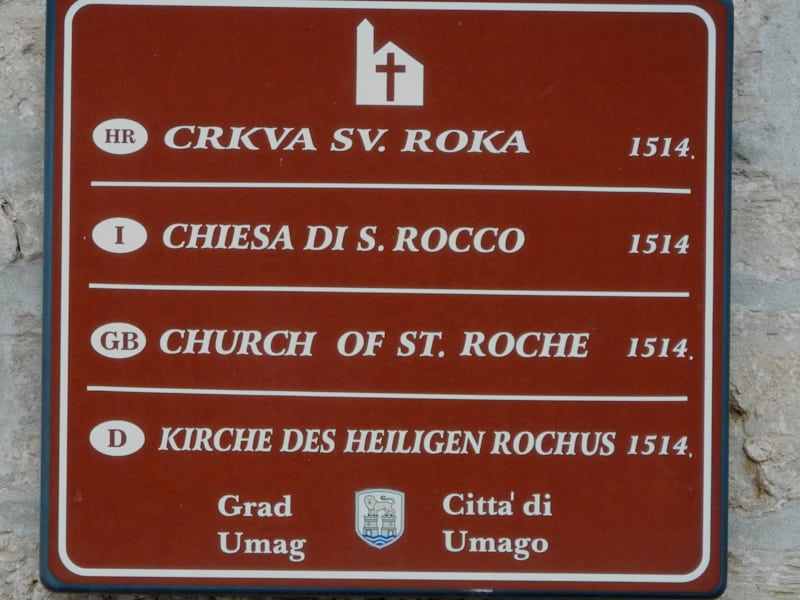 HR CRKVA SV. ROKA 1514.
I CHIESA DI S. ROCCO 1514
GB CHURCH OF ST. ROCHE 1514.
D KIRCHE DES HEILIGEN ROCHUS 1514.
Grad Umag
Citta' di Umago